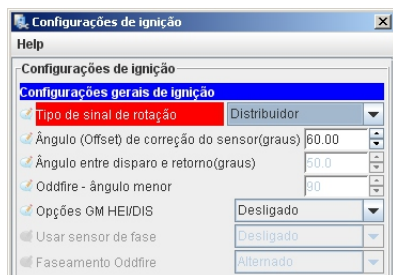 Configurações de ignição
Help
Configurações de ignição
Configurações gerais de ignição
Tipo de sinal de rotação Distribuidor
Ângulo (Offset) de correção do sensor(graus) 60.00
Ângulo entre disparo e retorno(graus) 50.0
Oddfire - ângulo menor 90
Opções GM HEI/DIS Desligado
Usar sensor de fase Desligado
Faseamento Oddfire Alternado